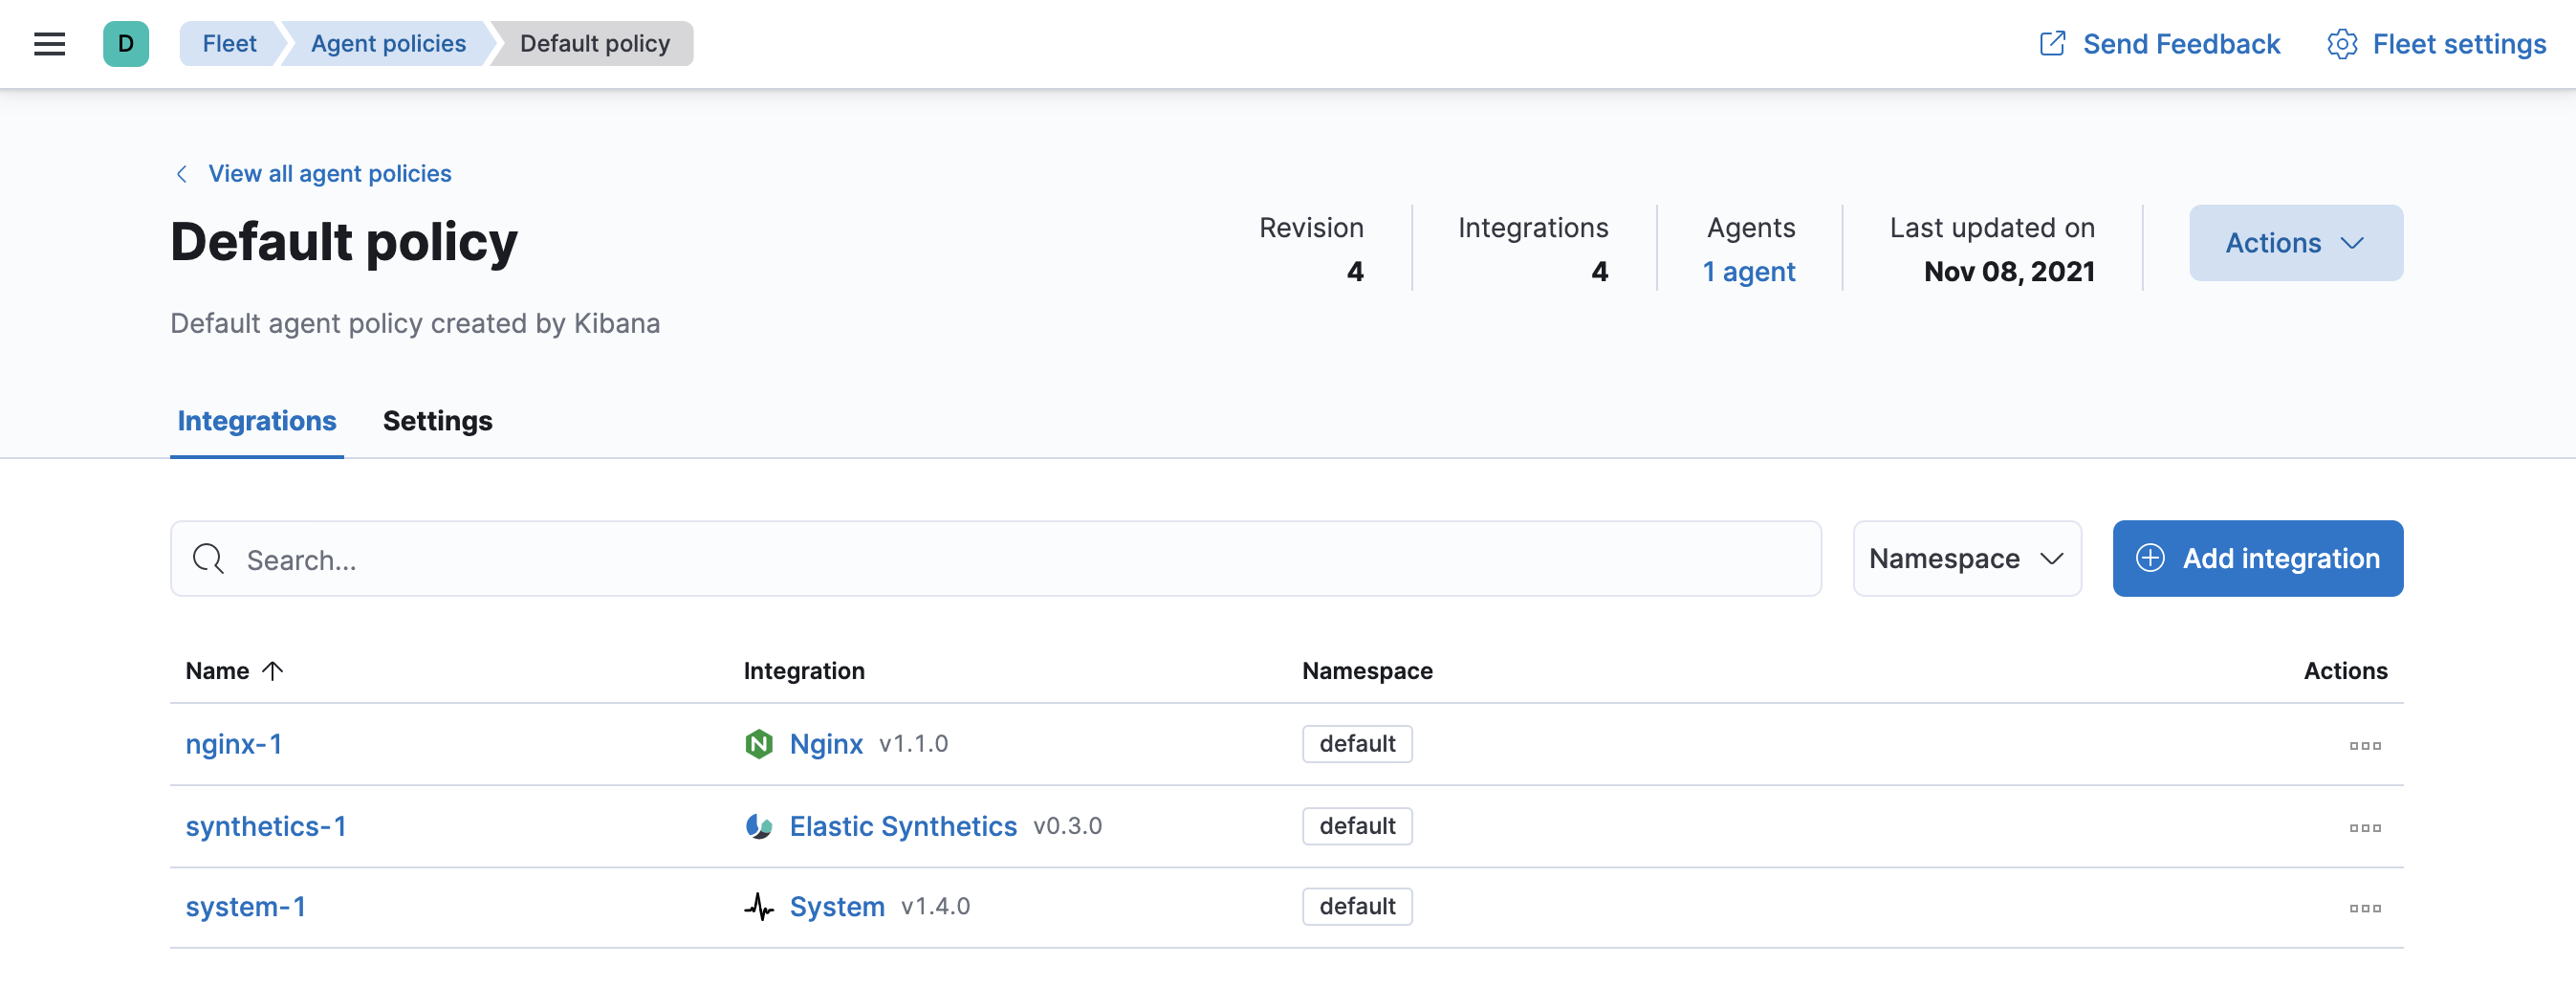 D Fleet Agent policies Default policy Send Feedback Fleet settings
View all agent policies
Default policy
Default agent policy created by Kibana
Revision
4
Integrations
4
Agents
1 agent
Last updated on
Nov 08, 2021
Actions
Integrations Settings
Search... Namespace Add integration
Name Integration Namespace Actions
nginx-1 Nginx v1.1.0 default
synthetics-1 Elastic Synthetics v0.3.0 default
system-1 System v1.4.0 default